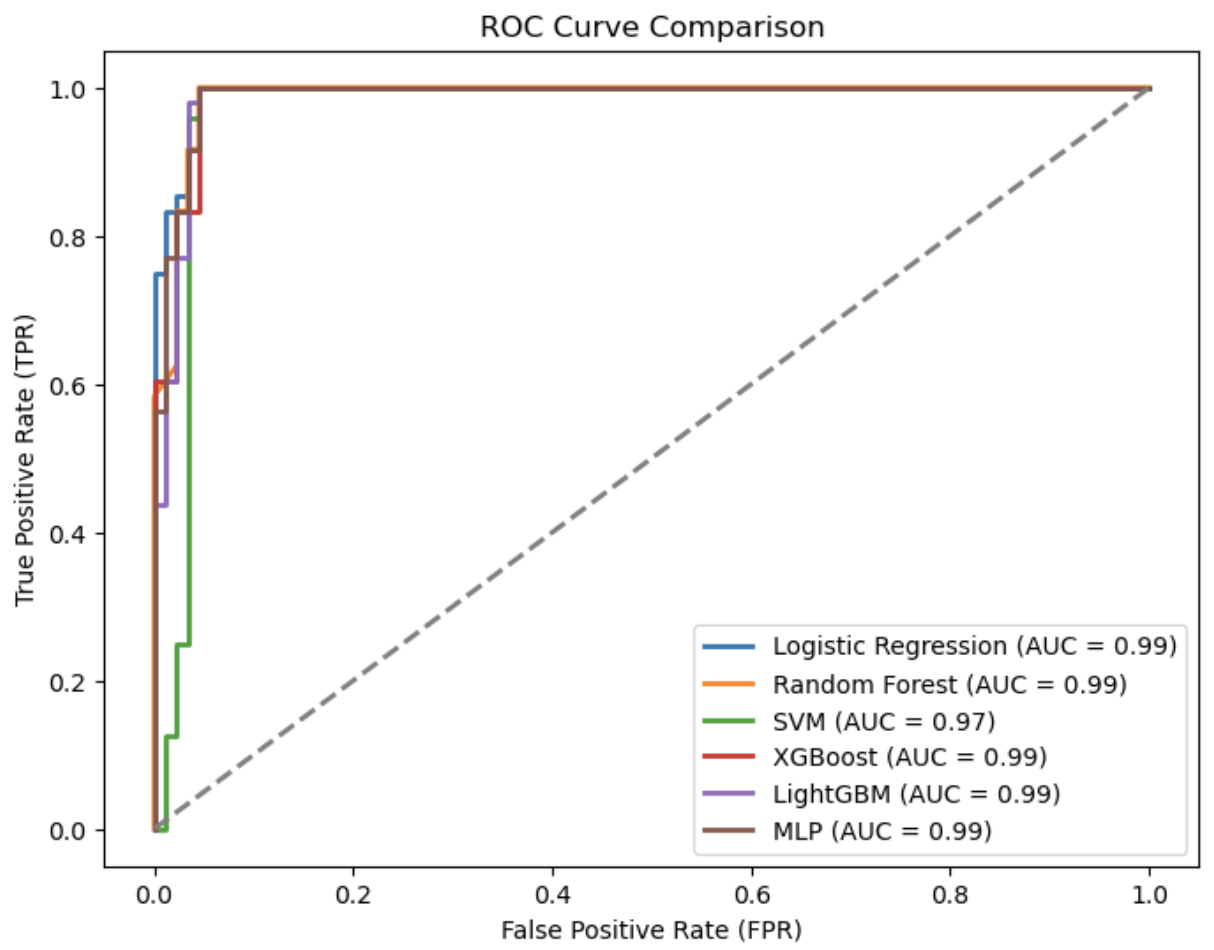 ROC Curve Comparison
True Positive Rate (TPR)
1.0
0.8
0.6
0.4
0.2
0.0
Logistic Regression (AUC = 0.99)
Random Forest (AUC = 0.99)
SVM (AUC = 0.97)
XGBoost (AUC = 0.99)
LightGBM (AUC = 0.99)
MLP (AUC = 0.99)
0.0 0.2 0.4 0.6 0.8 1.0
False Positive Rate (FPR)